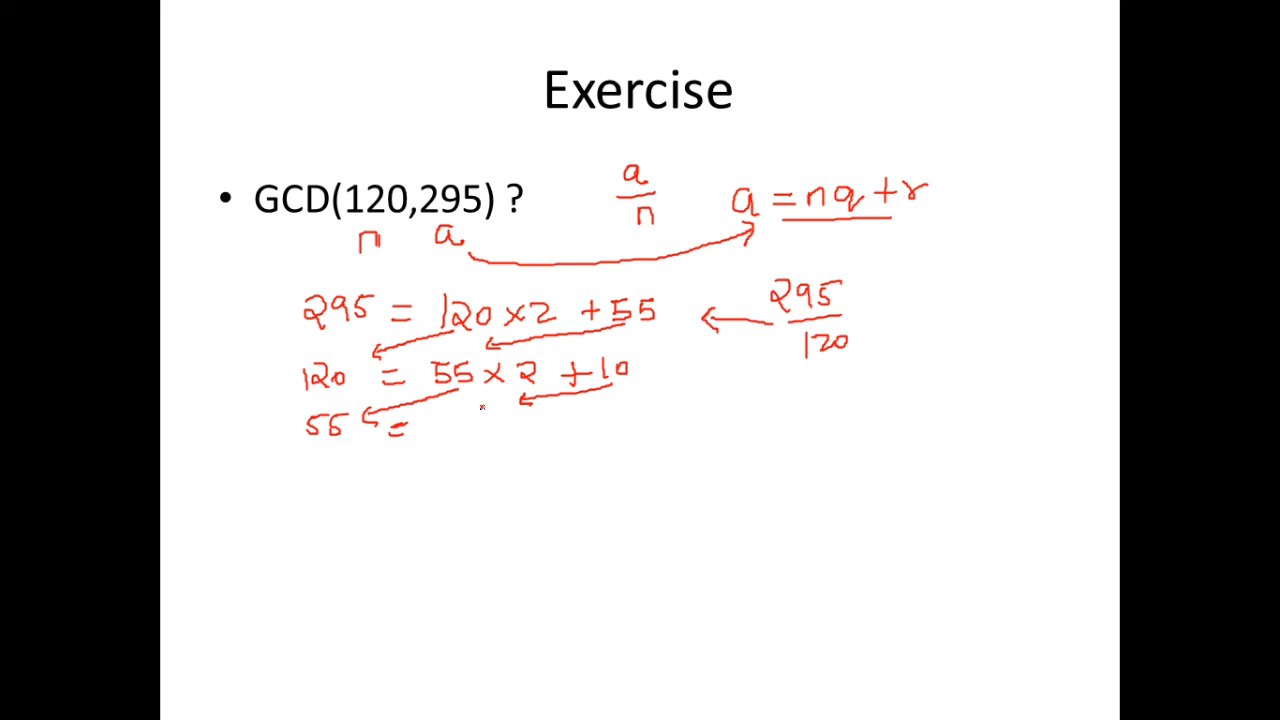 Exercise
• GCD(120,295) ?
n a
a
n
a = nq + r
295 = 120 × 2 + 55
295
120
120 = 55 × 2 + 10
55 =